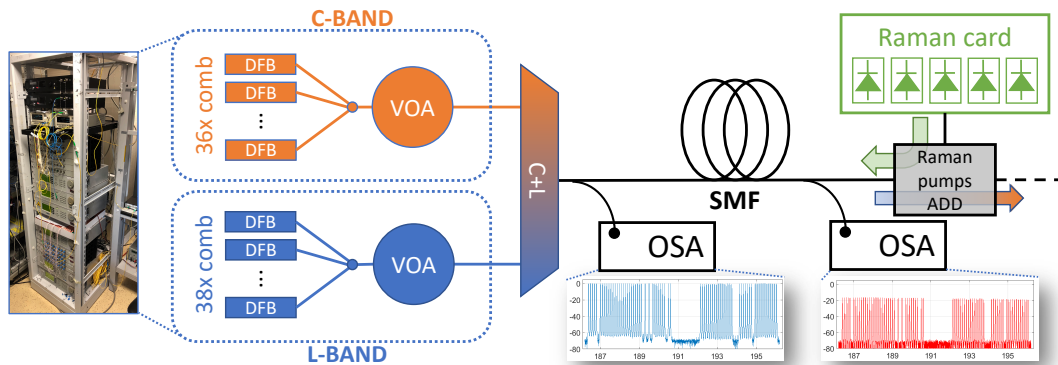 C-BAND
36x comb
DFB
DFB
...
DFB
VOA
38x comb
DFB
DFB
...
DFB
VOA
L-BAND
C+L
SMF
Raman card
Raman
pumps
ADD
OSA
OSA
0
-20
-40
-60
-80
187
189
191
193
195
0
-20
-40
-60
-80
187
189
191
193
195